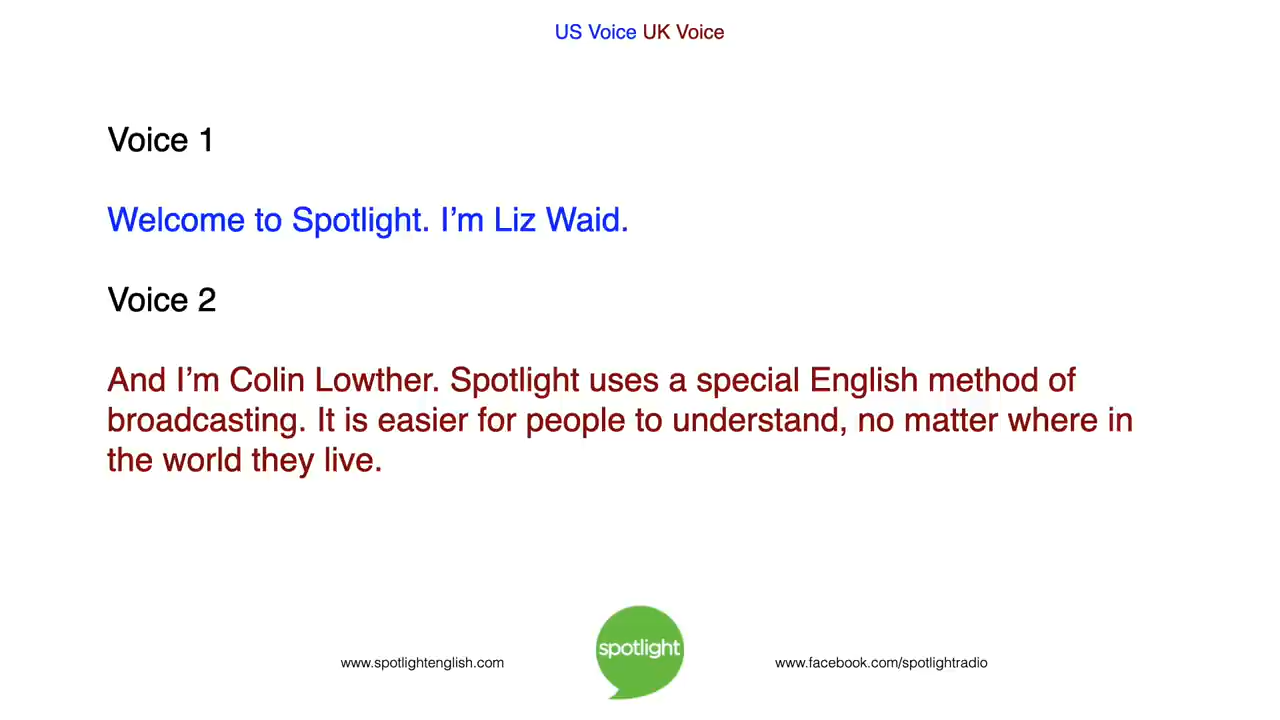 US Voice UK Voice
Voice 1
Welcome to Spotlight. I’m Liz Waid.
Voice 2
And I’m Colin Lowther. Spotlight uses a special English method of
broadcasting. It is easier for people to understand, no matter where in
the world they live.
www.spotlightenglish.com
spotlight
www.facebook.com/spotlightradio